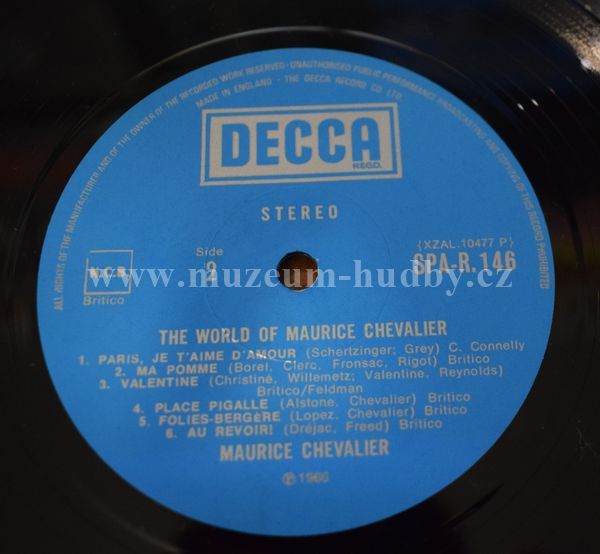 ALL RIGHTS OF THE MANUFACTURER AND OF THE OWNER OF THE RECORDED WORK RESERVED · UNAUTHORISED PUBLIC PERFORMANCE BROADCASTING AND COPYING OF THIS RECORD PROHIBITED
MADE IN ENGLAND · THE DECCA RECORD CO. LTD.
DECCA
REGD.
STEREO
Side
2
{XZAL.10477 P}
SPA-R.146
Britico
www.muzeum-hudby.cz
THE WORLD OF MAURICE CHEVALIER
1. PARIS, JE T'AIME D'AMOUR (Schertzinger; Grey) C. Connelly
2. MA POMME (Borel, Clerc, Fronsac, Rigot) Britico
3. VALENTINE (Christiné, Willemetz; Valentine, Reynolds)
Britico/Feldman
4. PLACE PIGALLE (Alstone, Chevalier) Britico
5. FOLIES-BERGÈRE (Lopez, Chevalier) Britico
6. AU REVOIR! (Dréjac, Freed) Britico
MAURICE CHEVALIER